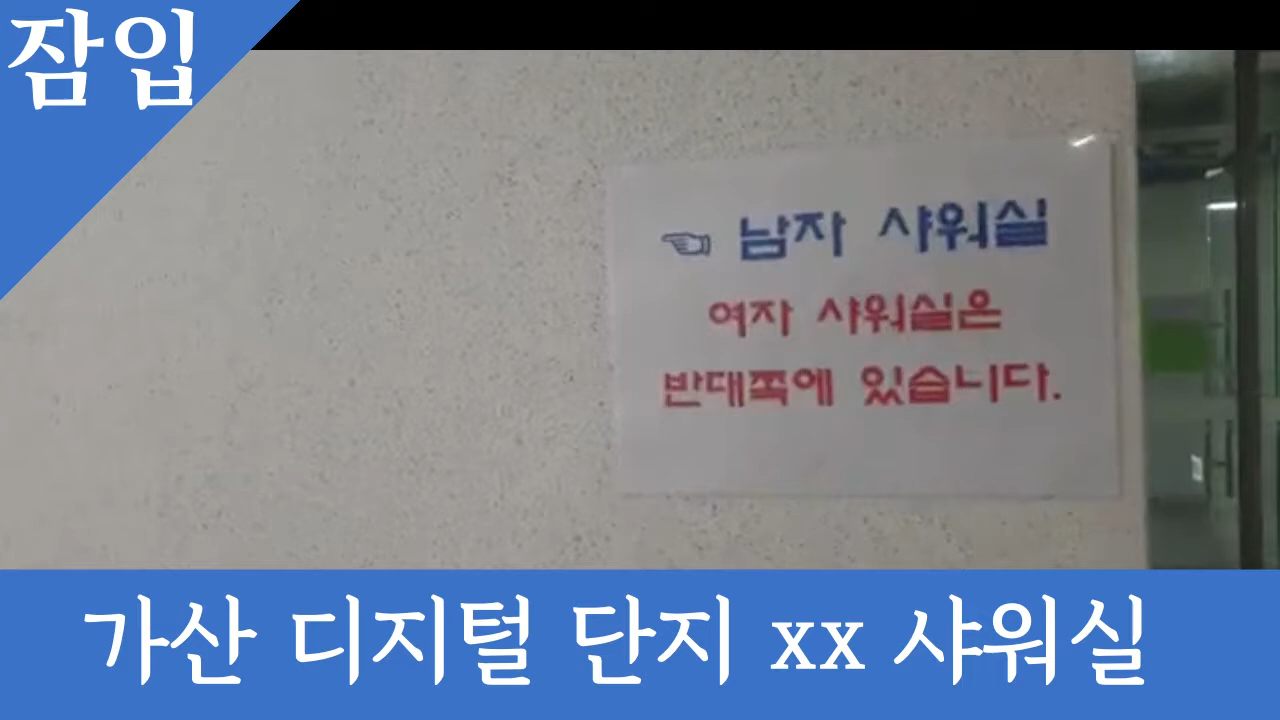 잠입
☜ 남자 샤워실
여자 샤워실은
반대쪽에 있습니다.
가산 디지털 단지 xx 샤워실